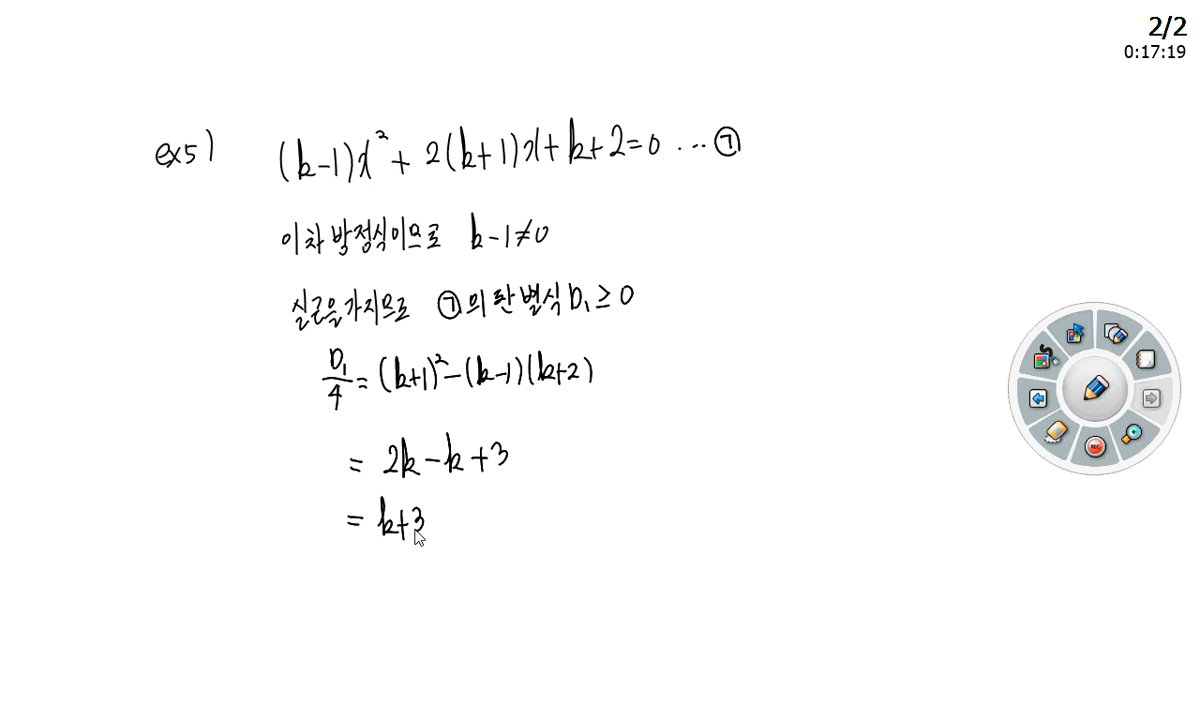 2/2
0:17:19
ex5) (k-1)x² + 2(k+1)x + k+2=0 ... ㉠
이차 방정식이므로 k-1≠0
실근을 가지므로 ㉠의 판별식 D₁ ≥ 0
D₁/4 = (k+1)² - (k-1)(k+2)
= 2k - k + 3
= k+3
REC